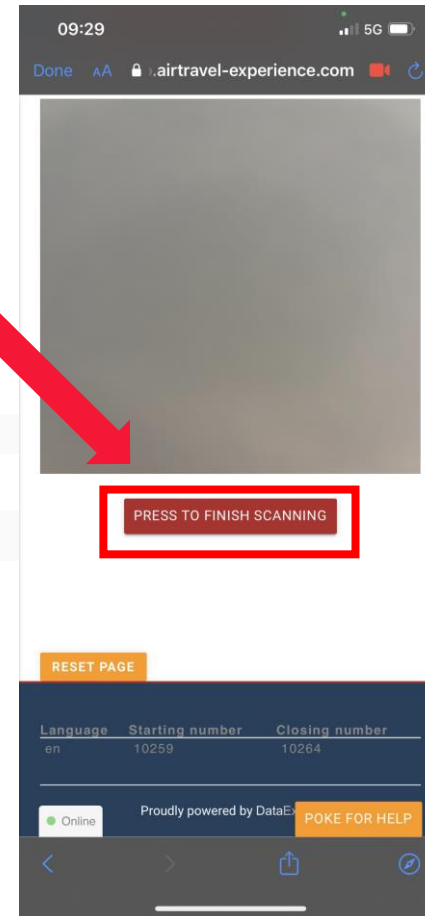 09:29
5G
Done AA .airtravel-experience.com
PRESS TO FINISH SCANNING
RESET PAGE
Language Starting number Closing number
en 10259 10264
Online
Proudly powered by DataEx
POKE FOR HELP